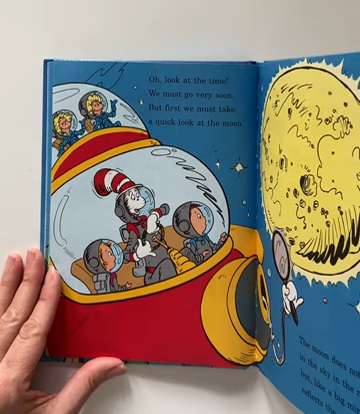 Oh, look at the time!
We must go very soon.
But first we must take
a quick look at the moon.
The moon does not
in the sky in the
but, like a big mi
reflects the